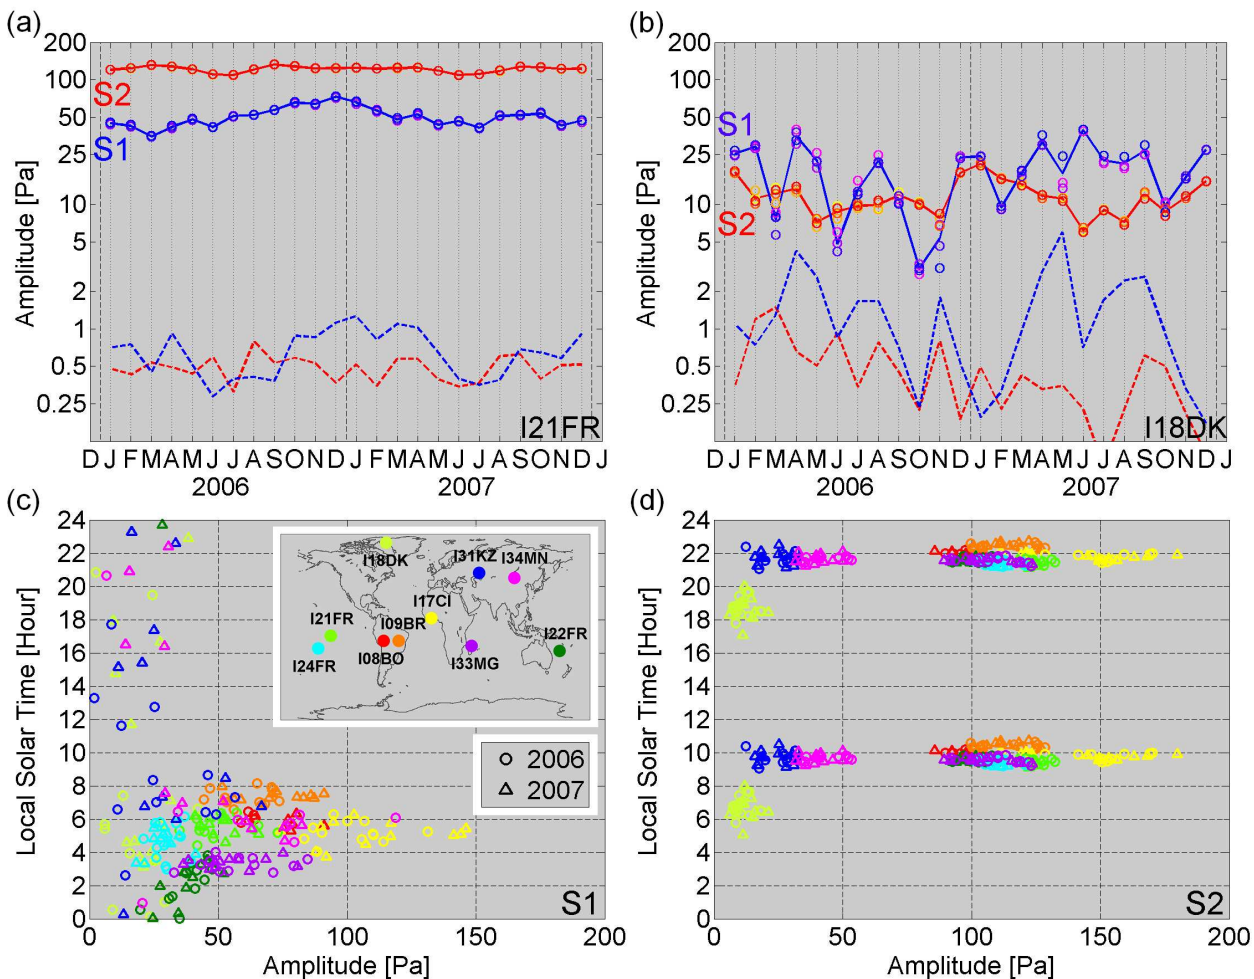 (a)
200
100
50
25
10
5
2
1
0.5
0.25
Amplitude [Pa]
S2
S1
I21FR
D J F M A M J J A S O N D J F M A M J J A S O N D J
2006 2007
(b)
200
100
50
25
10
5
2
1
0.5
0.25
Amplitude [Pa]
S1
S2
I18DK
D J F M A M J J A S O N D J F M A M J J A S O N D J
2006 2007
(c)
24
22
20
18
16
14
12
10
8
6
4
2
0
Local Solar Time [Hour]
I18DK
I31KZ
I34MN
I17CI
I21FR
I09BR
I24FR
I08BO
I33MG
I22FR
2006
2007
S1
0 50 100 150 200
Amplitude [Pa]
(d)
24
22
20
18
16
14
12
10
8
6
4
2
0
Local Solar Time [Hour]
S2
0 50 100 150 200
Amplitude [Pa]